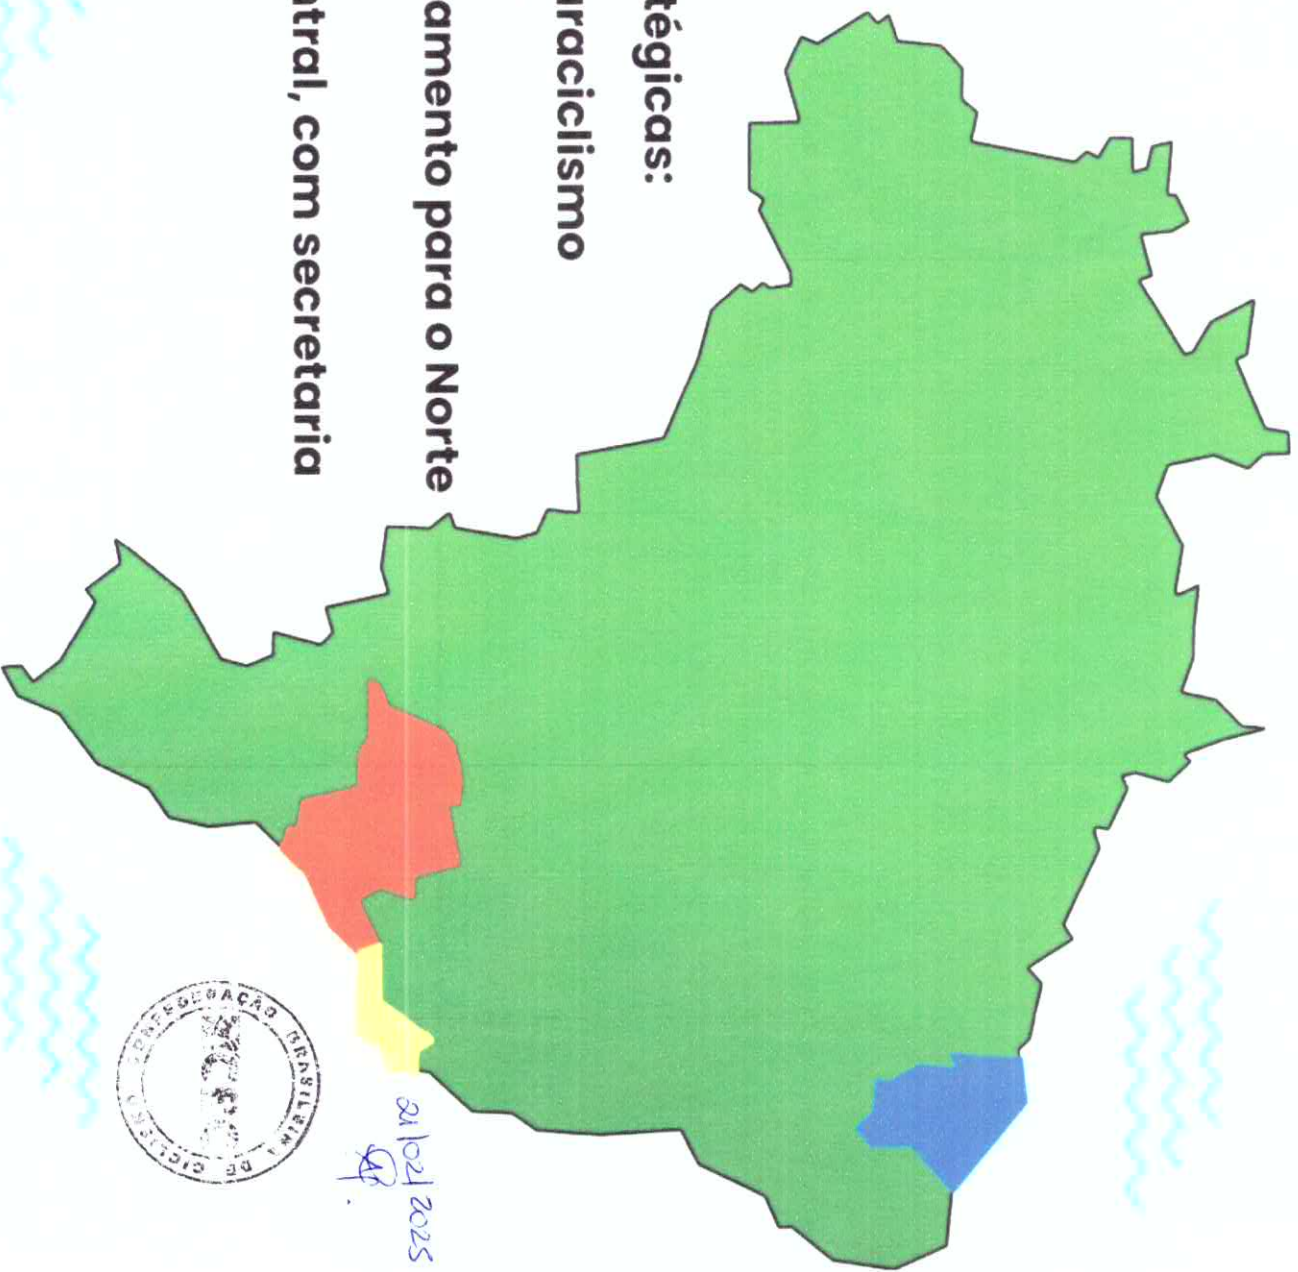 tégicas:
raciclismo
amento para o Norte
ntral, com secretaria
21/02/2025
CONFEDERAÇÃO BRASILEIRA DE CICLISMO